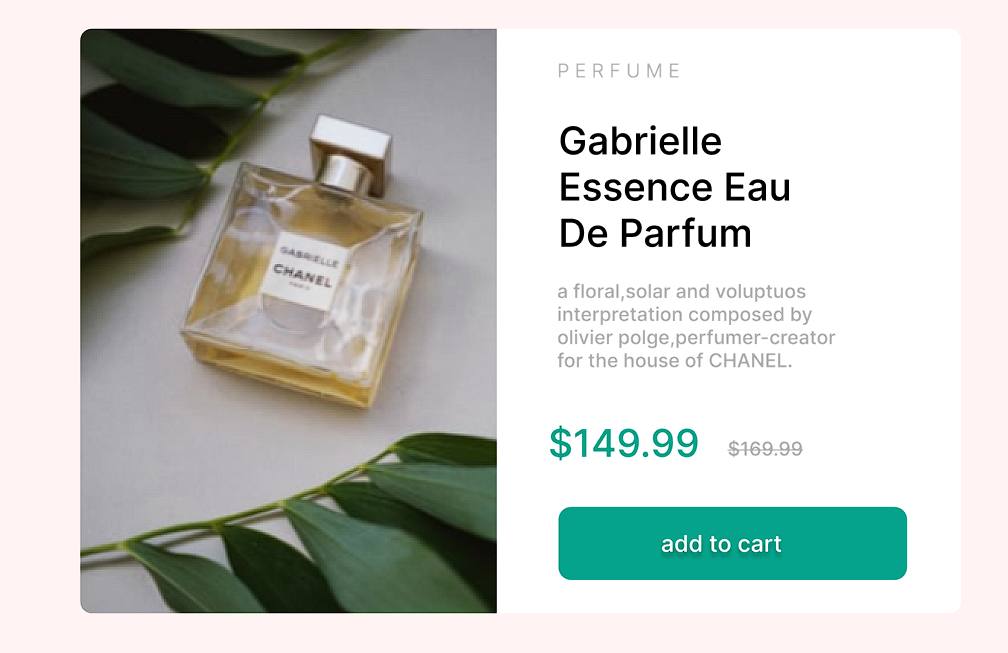 PERFUME
Gabrielle
Essence Eau
De Parfum
a floral,solar and voluptuos
interpretation composed by
olivier polge,perfumer-creator
for the house of CHANEL.
$149.99 $169.99
add to cart
GABRIELLE
CHANEL
PARIS